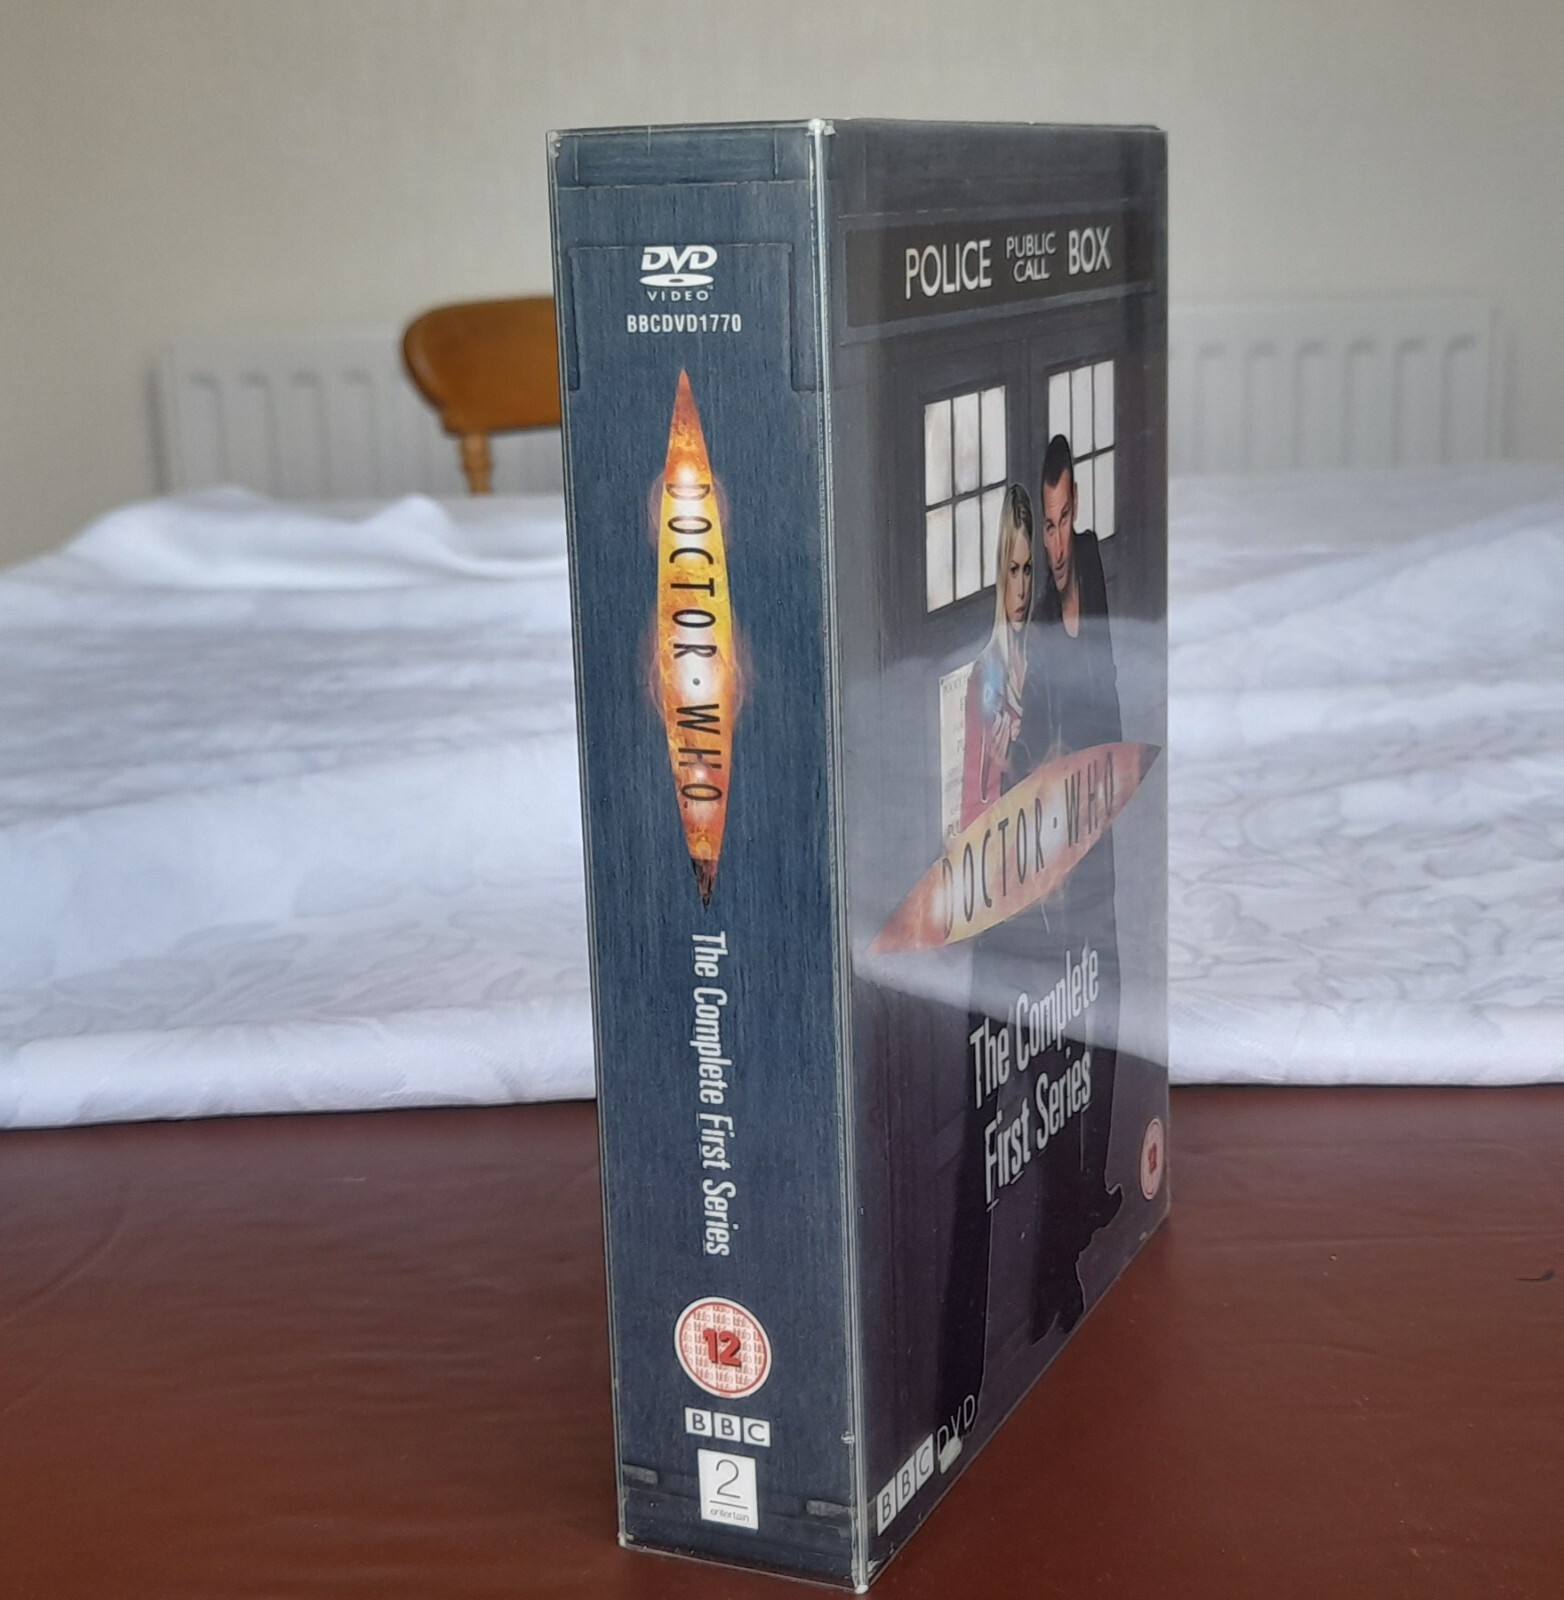 DVD
VIDEO
BBCDVD1770
DOCTOR · WHO
The Complete First Series
12
BBC
2
entertain
POLICE PUBLIC CALL BOX
DOCTOR · WHO
The Complete
First Series
12
BBC DVD